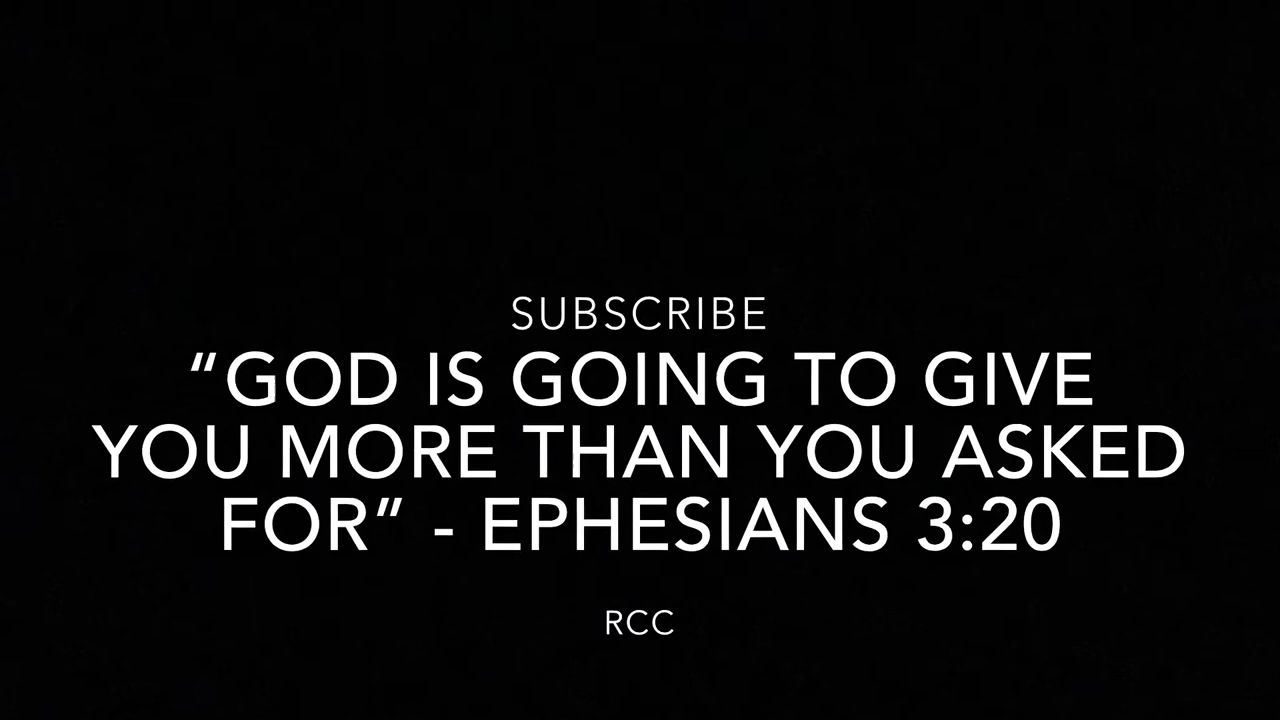 SUBSCRIBE
“GOD IS GOING TO GIVE
YOU MORE THAN YOU ASKED
FOR” - EPHESIANS 3:20
RCC